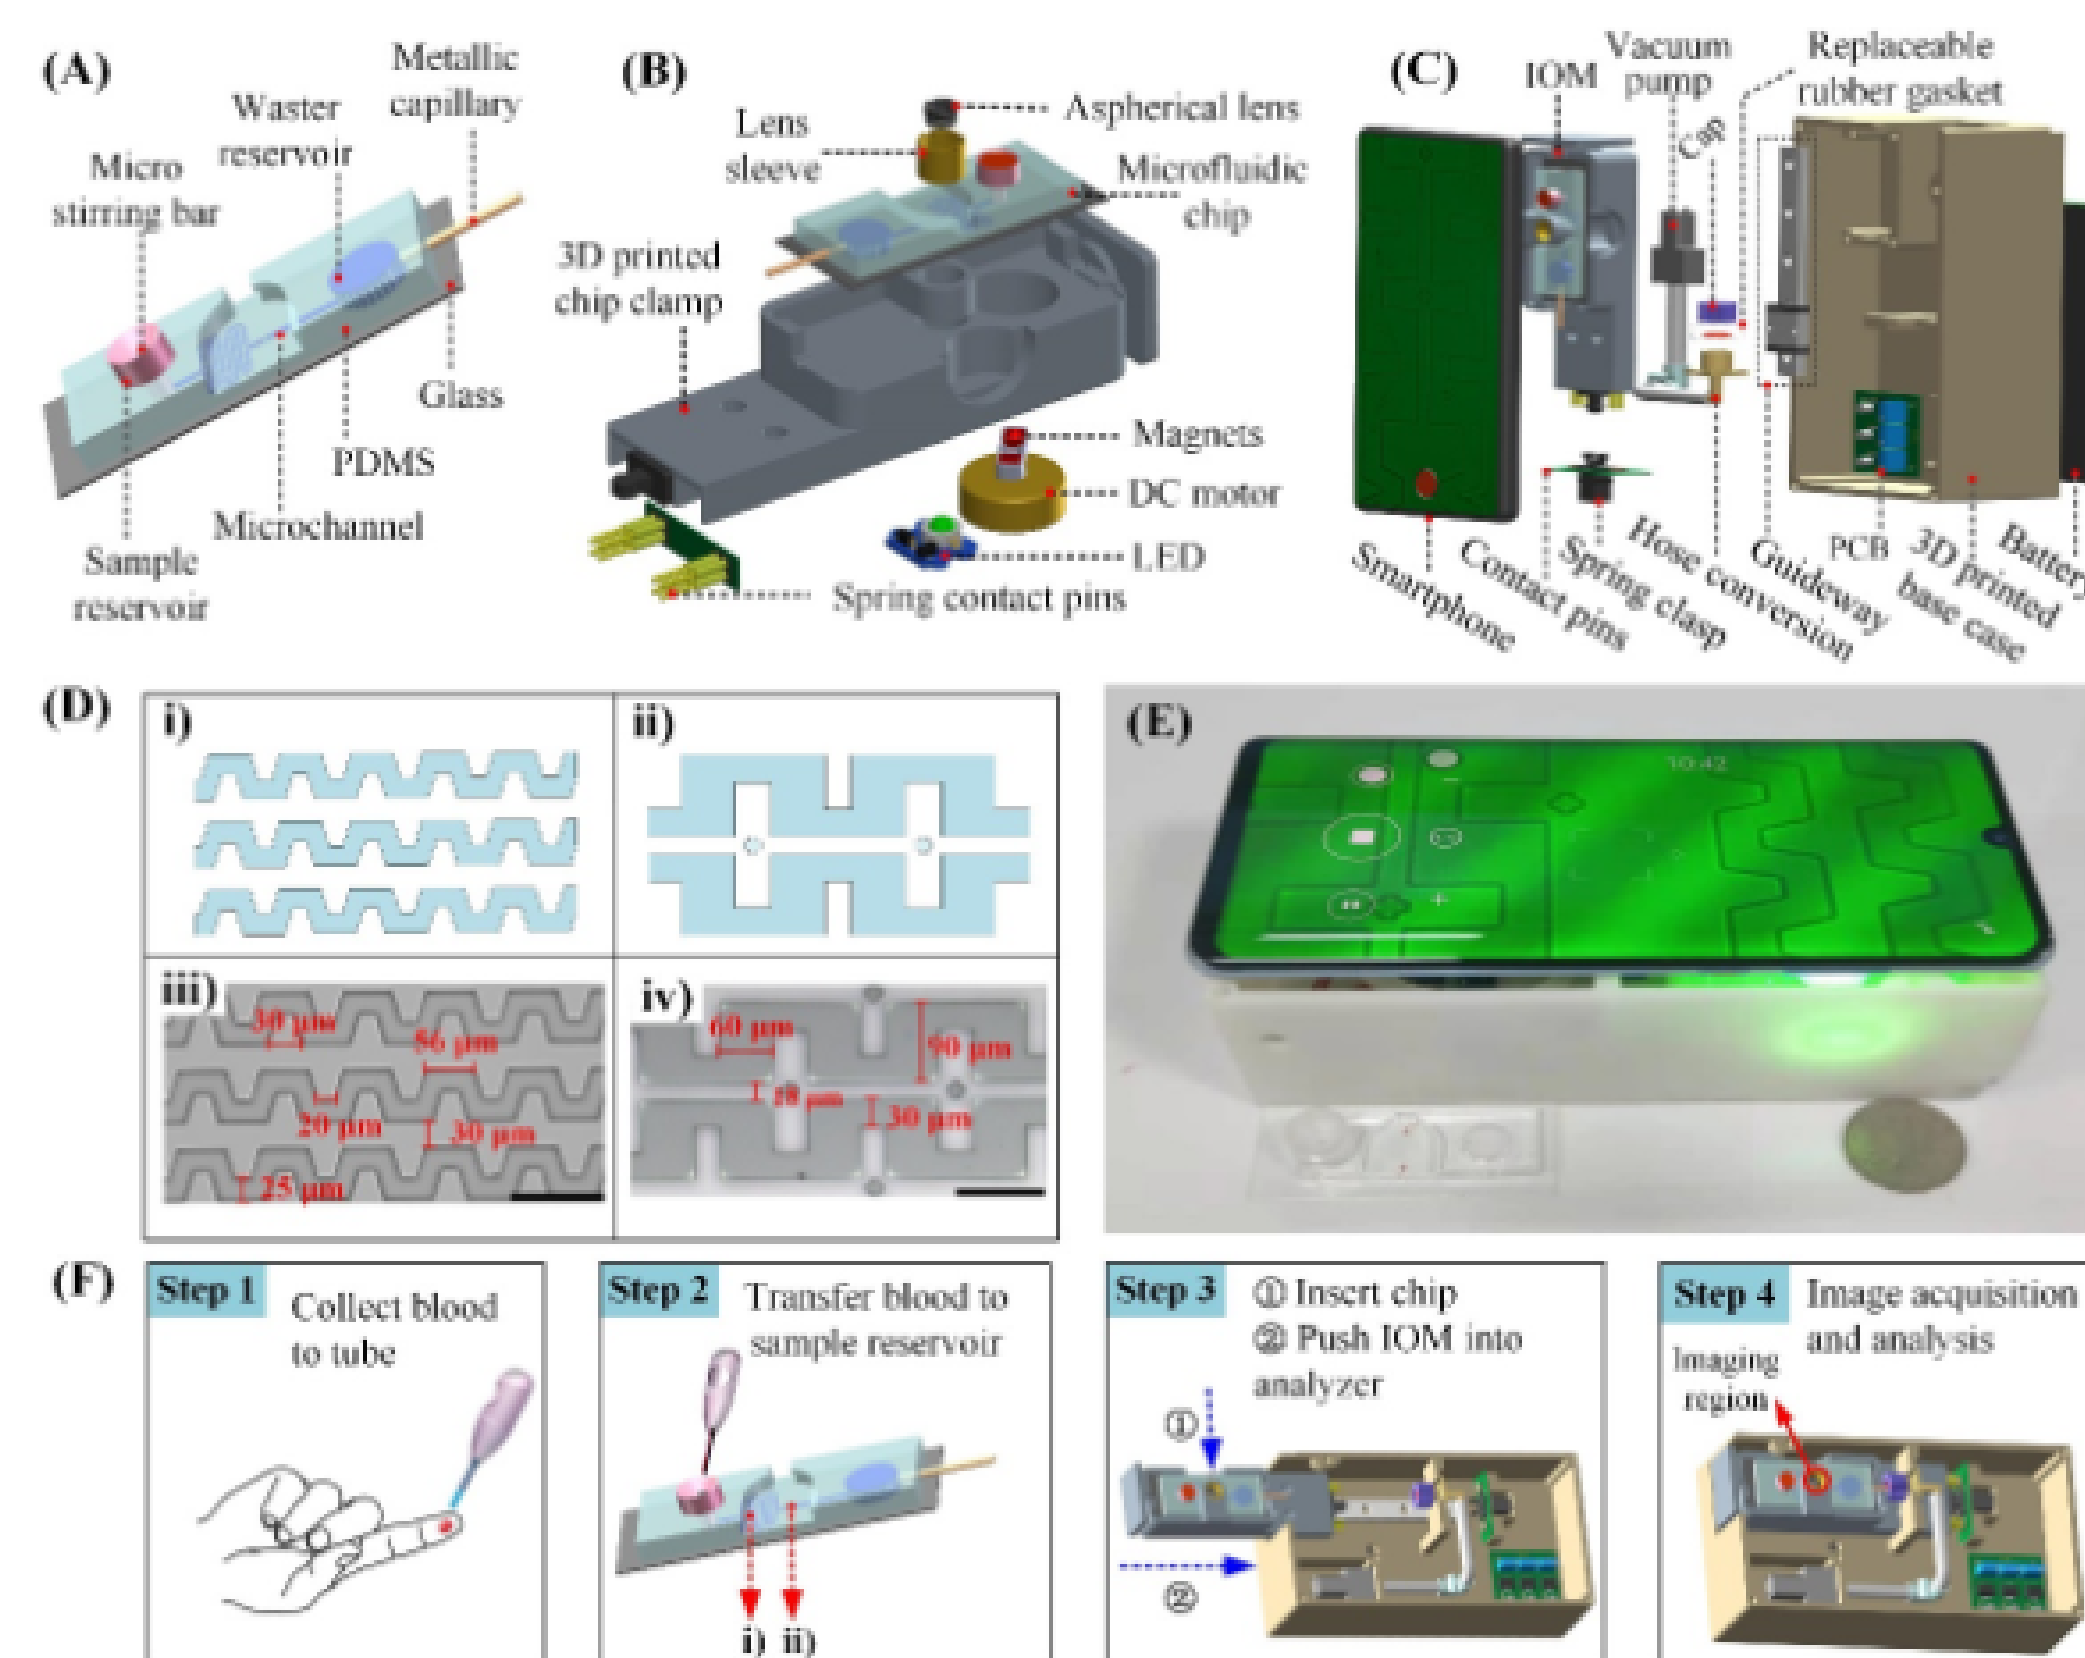 (A)
Metallic
capillary
Waster
reservoir
Micro
stirring bar
Glass
PDMS
Microchannel
Sample
reservoir
(B)
Lens
sleeve
Aspherical lens
Microfluidic
chip
3D printed
chip clamp
Magnets
DC motor
LED
Spring contact pins
(C)
IOM
Vacuum
pump
Cap
Replaceable
rubber gasket
Smartphone
Contact pins
Spring clasp
Hose conversion
Guideway
PCB
3D printed
base case
Battery
(D)
i)
ii)
iii)
30 μm
56 μm
20 μm
30 μm
25 μm
iv)
60 μm
90 μm
18 μm
30 μm
(E)
10:42
(F)
Step 1
Collect blood
to tube
Step 2
Transfer blood to
sample reservoir
i) ii)
Step 3
① Insert chip
② Push IOM into
analyzer
①
②
Step 4
Image acquisition
and analysis
Imaging
region